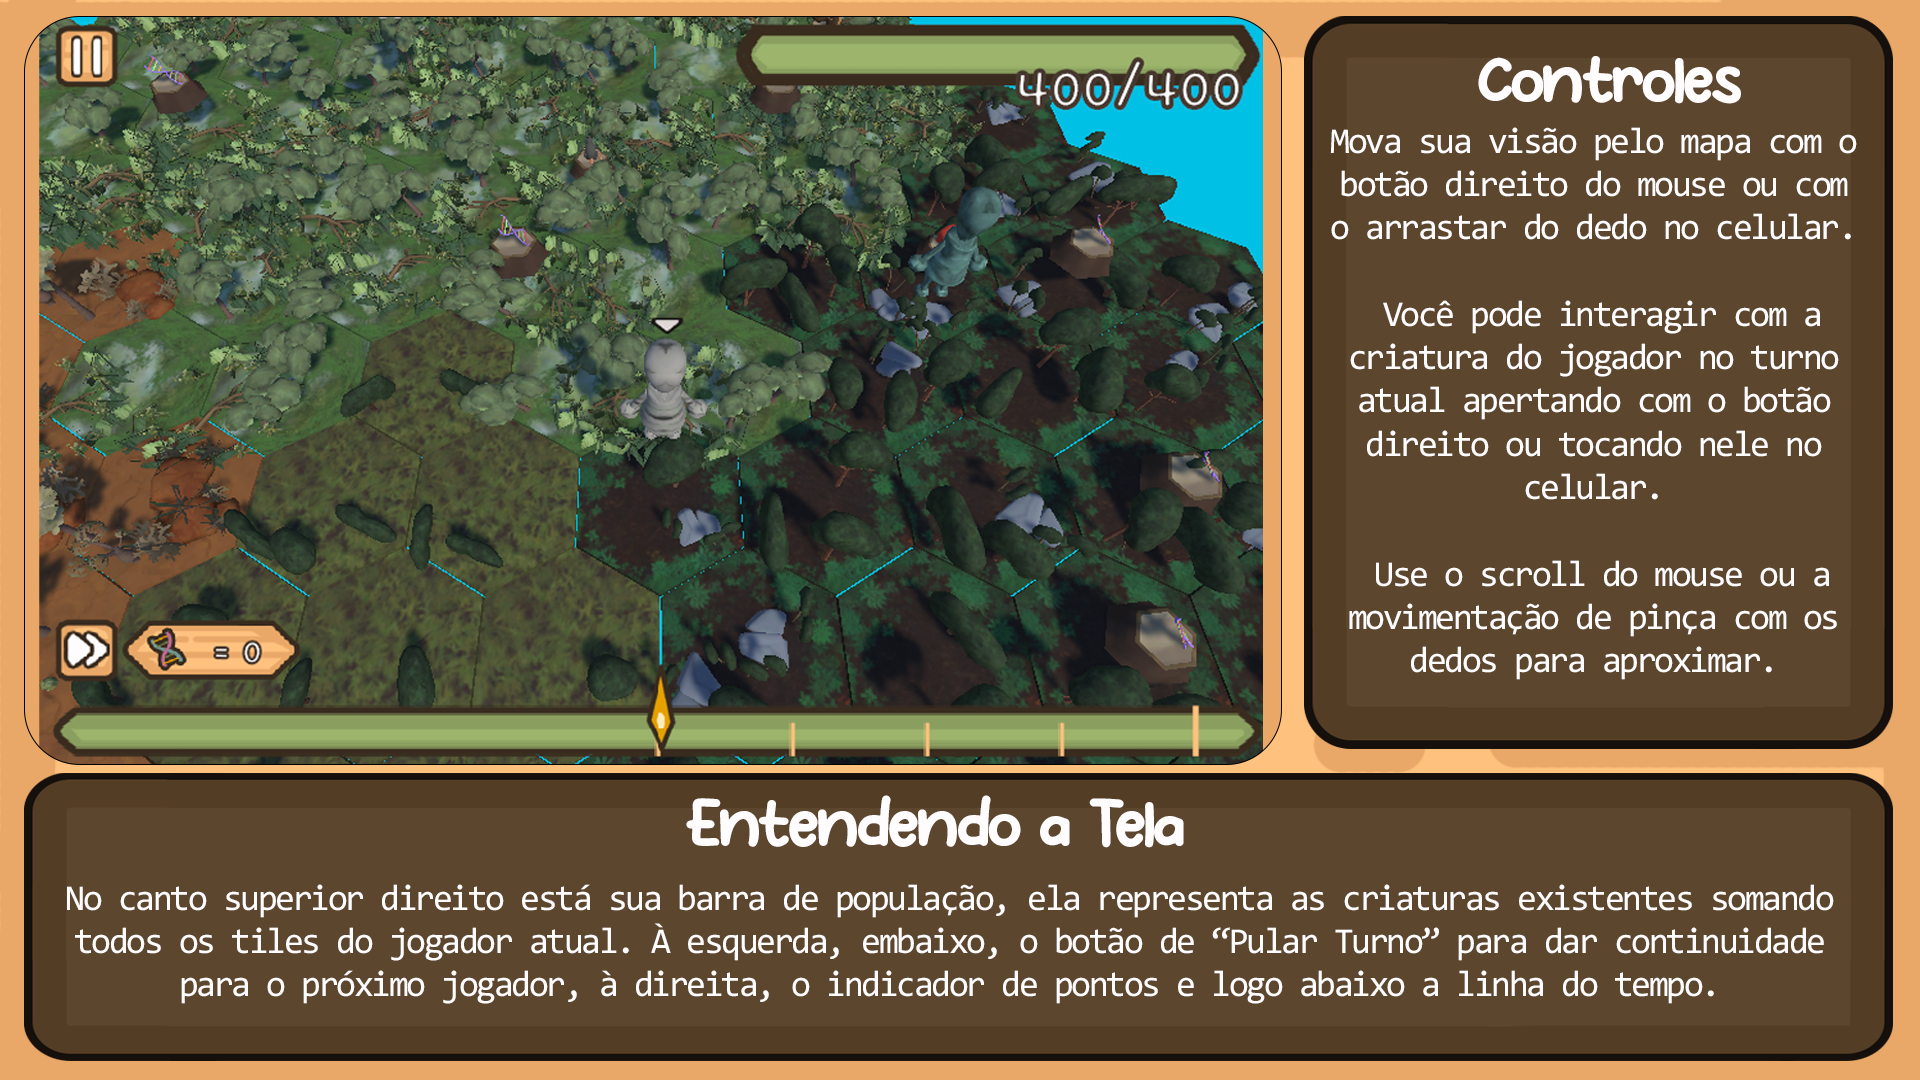 400/400
= 0
Controles
Mova sua visão pelo mapa com o
botão direito do mouse ou com
o arrastar do dedo no celular.
Você pode interagir com a
criatura do jogador no turno
atual apertando com o botão
direito ou tocando nele no
celular.
Use o scroll do mouse ou a
movimentação de pinça com os
dedos para aproximar.
Entendendo a Tela
No canto superior direito está sua barra de população, ela representa as criaturas existentes somando
todos os tiles do jogador atual. À esquerda, embaixo, o botão de “Pular Turno” para dar continuidade
para o próximo jogador, à direita, o indicador de pontos e logo abaixo a linha do tempo.